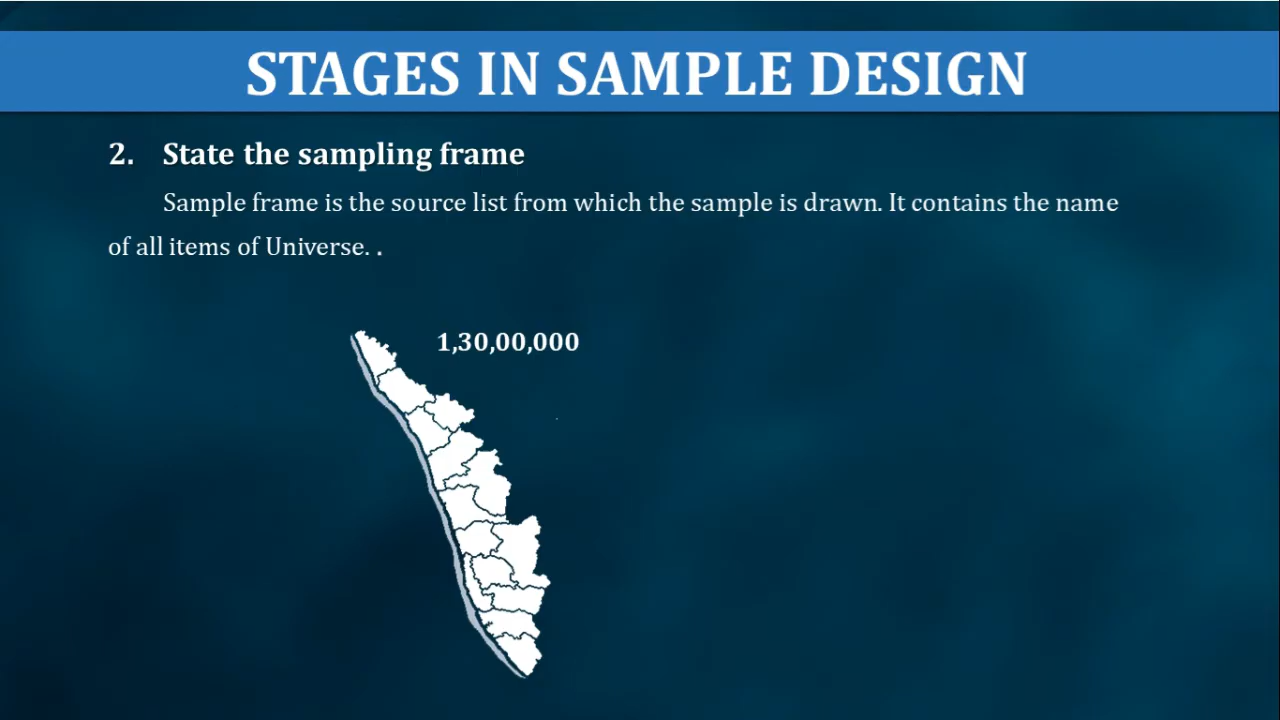 STAGES IN SAMPLE DESIGN
2. State the sampling frame
Sample frame is the source list from which the sample is drawn. It contains the name
of all items of Universe. .
1,30,00,000